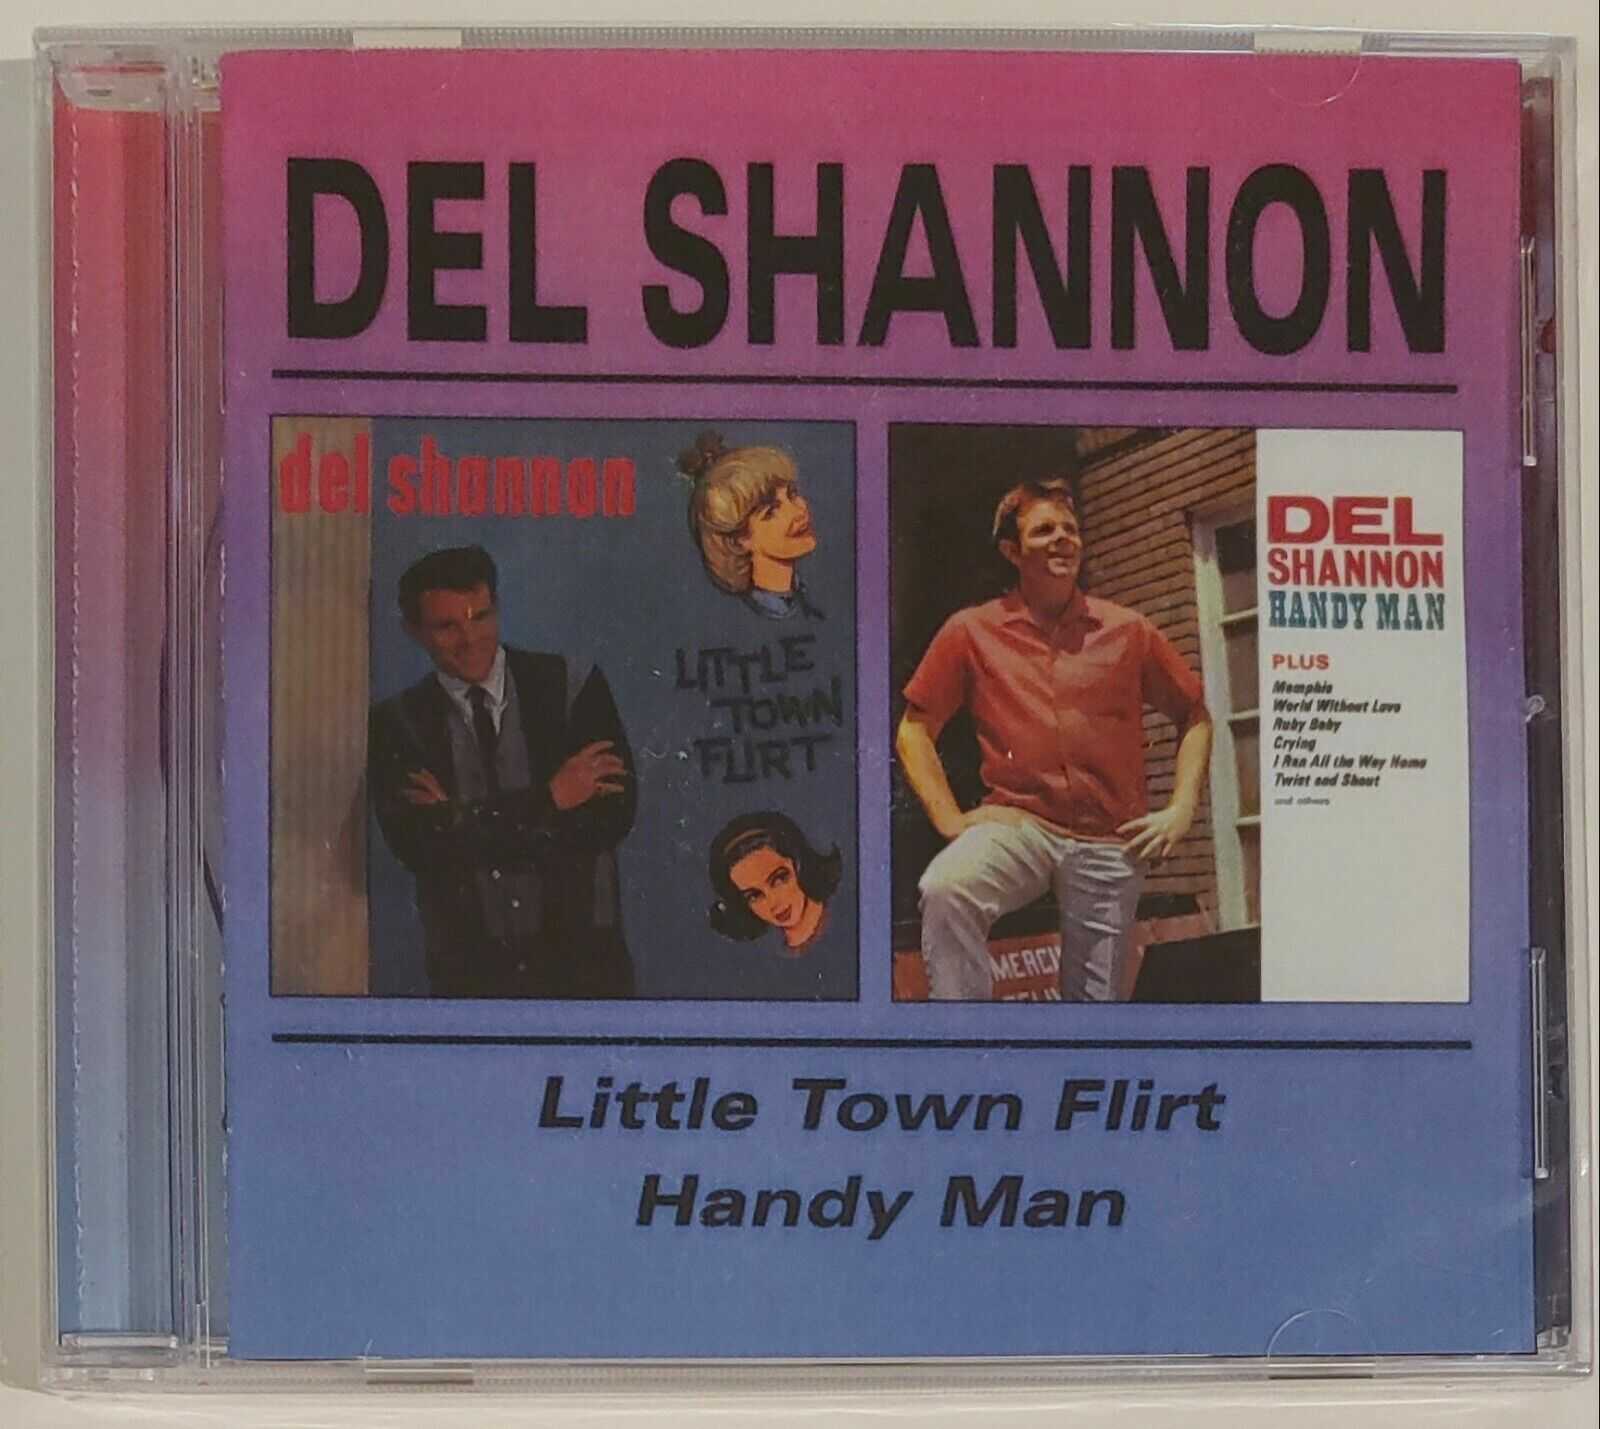 DEL SHANNON
del shannon
LITTLE
TOWN
FLIRT
DEL
SHANNON
HANDY MAN
PLUS
Memphis
World Without Love
Ruby Baby
Crying
I Ran All the Way Home
Twist and Shout
and others
MERCU
Little Town Flirt
Handy Man